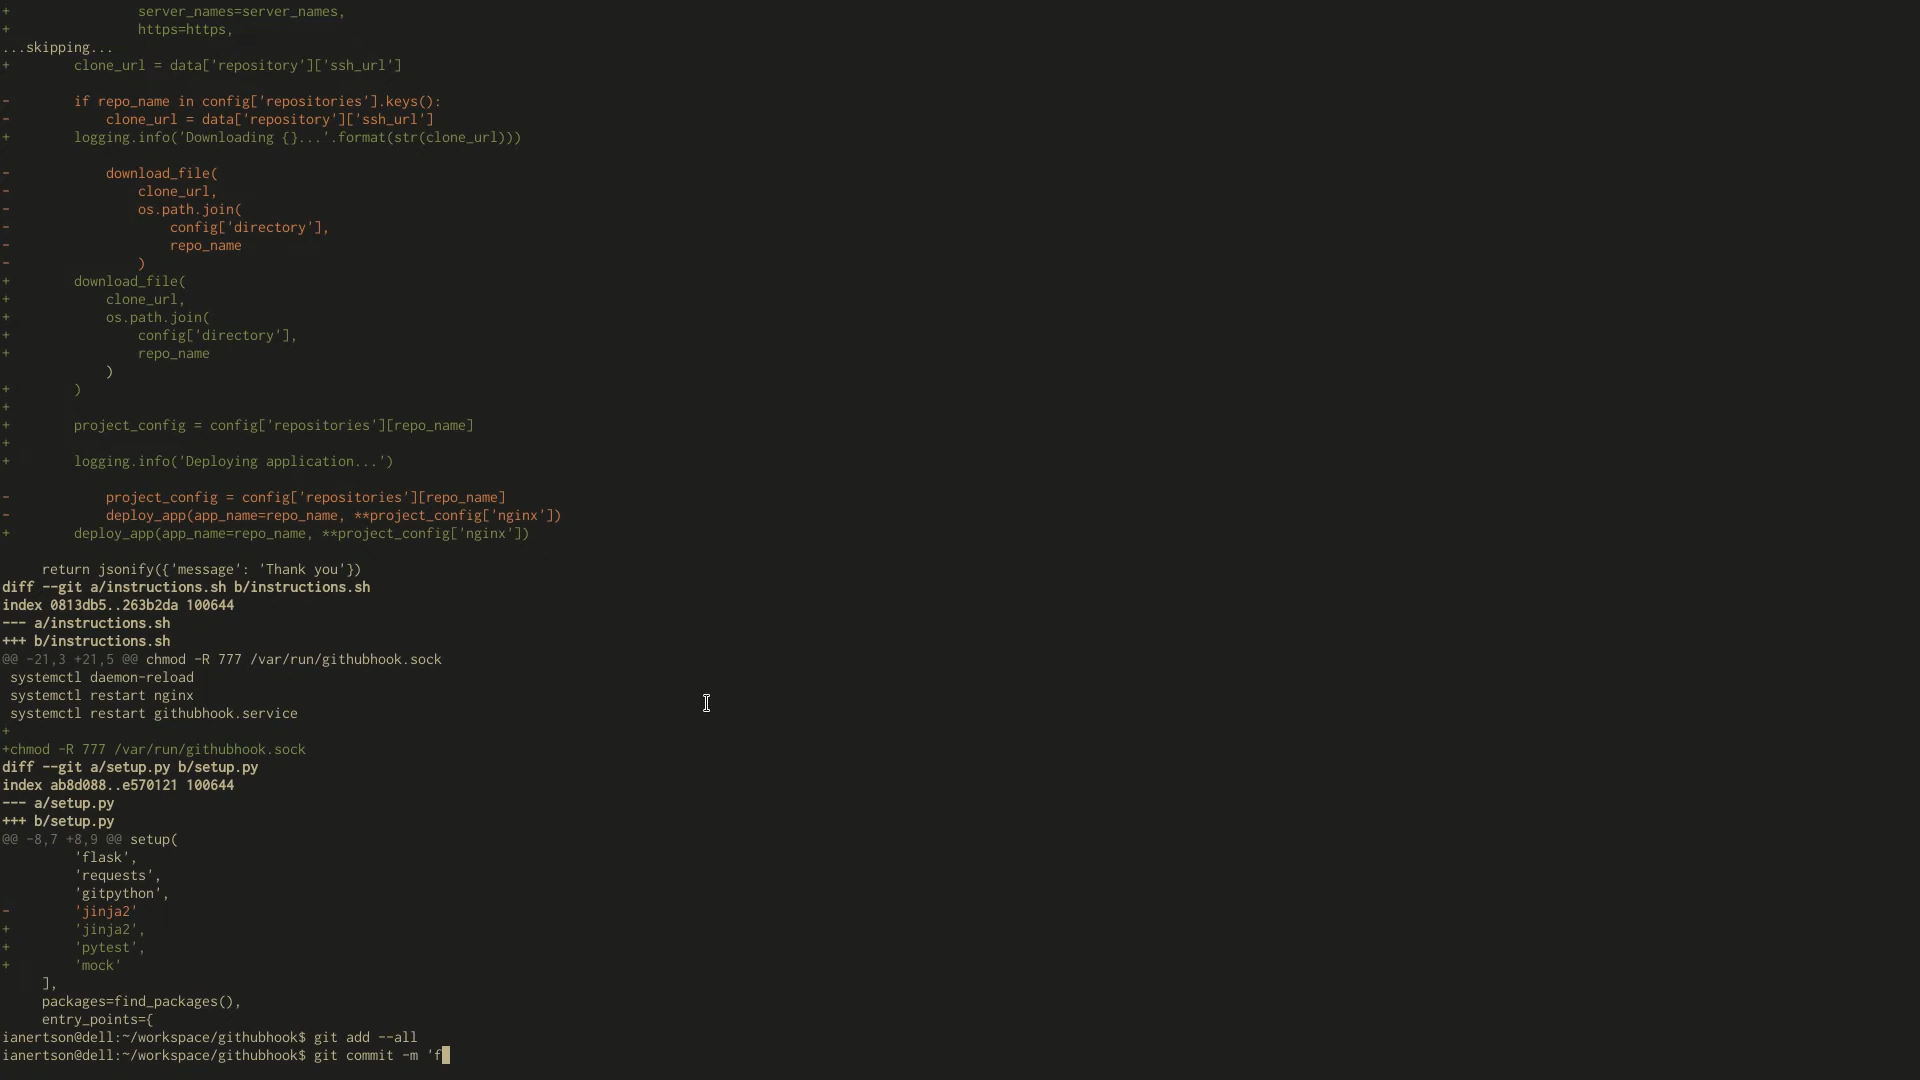 +                server_names=server_names,
+                https=https,
...skipping...
+        clone_url = data['repository']['ssh_url']

-        if repo_name in config['repositories'].keys():
-            clone_url = data['repository']['ssh_url']
+        logging.info('Downloading {}...'.format(str(clone_url)))

-            download_file(
-                clone_url,
-                os.path.join(
-                    config['directory'],
-                    repo_name
-                )
+        download_file(
+            clone_url,
+            os.path.join(
+                config['directory'],
+                repo_name
             )
+        )
+
+        project_config = config['repositories'][repo_name]
+
+        logging.info('Deploying application...')

-            project_config = config['repositories'][repo_name]
-            deploy_app(app_name=repo_name, **project_config['nginx'])
+        deploy_app(app_name=repo_name, **project_config['nginx'])

     return jsonify({'message': 'Thank you'})
diff --git a/instructions.sh b/instructions.sh
index 0813db5..263b2da 100644
--- a/instructions.sh
+++ b/instructions.sh
@@ -21,3 +21,5 @@ chmod -R 777 /var/run/githubhook.sock
 systemctl daemon-reload
 systemctl restart nginx
 systemctl restart githubhook.service
+
+chmod -R 777 /var/run/githubhook.sock
diff --git a/setup.py b/setup.py
index ab8d088..e570121 100644
--- a/setup.py
+++ b/setup.py
@@ -8,7 +8,9 @@ setup(
         'flask',
         'requests',
         'gitpython',
-        'jinja2'
+        'jinja2',
+        'pytest',
+        'mock'
     ],
     packages=find_packages(),
     entry_points={
ianertson@dell:~/workspace/githubhook$ git add --all
ianertson@dell:~/workspace/githubhook$ git commit -m 'f